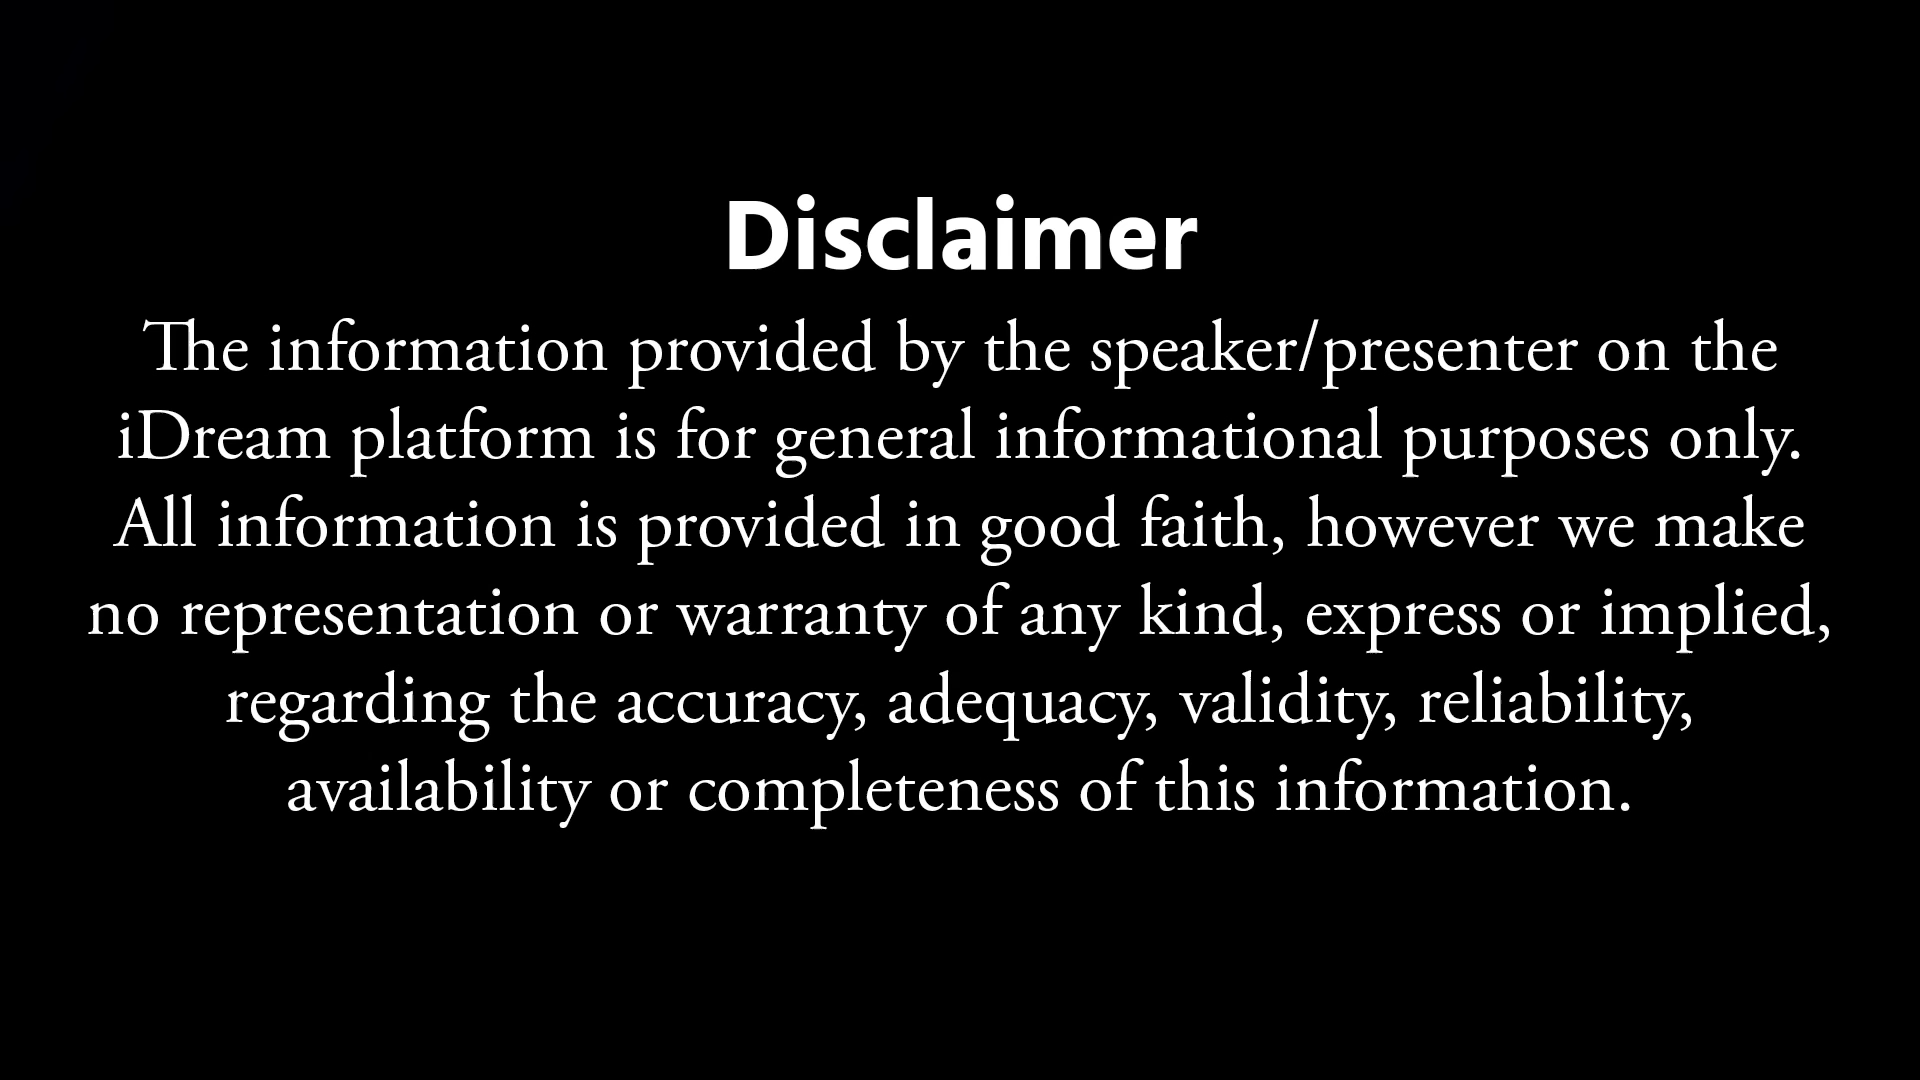 Disclaimer
The information provided by the speaker/presenter on the
iDream platform is for general informational purposes only.
All information is provided in good faith, however we make
no representation or warranty of any kind, express or implied,
regarding the accuracy, adequacy, validity, reliability,
availability or completeness of this information.